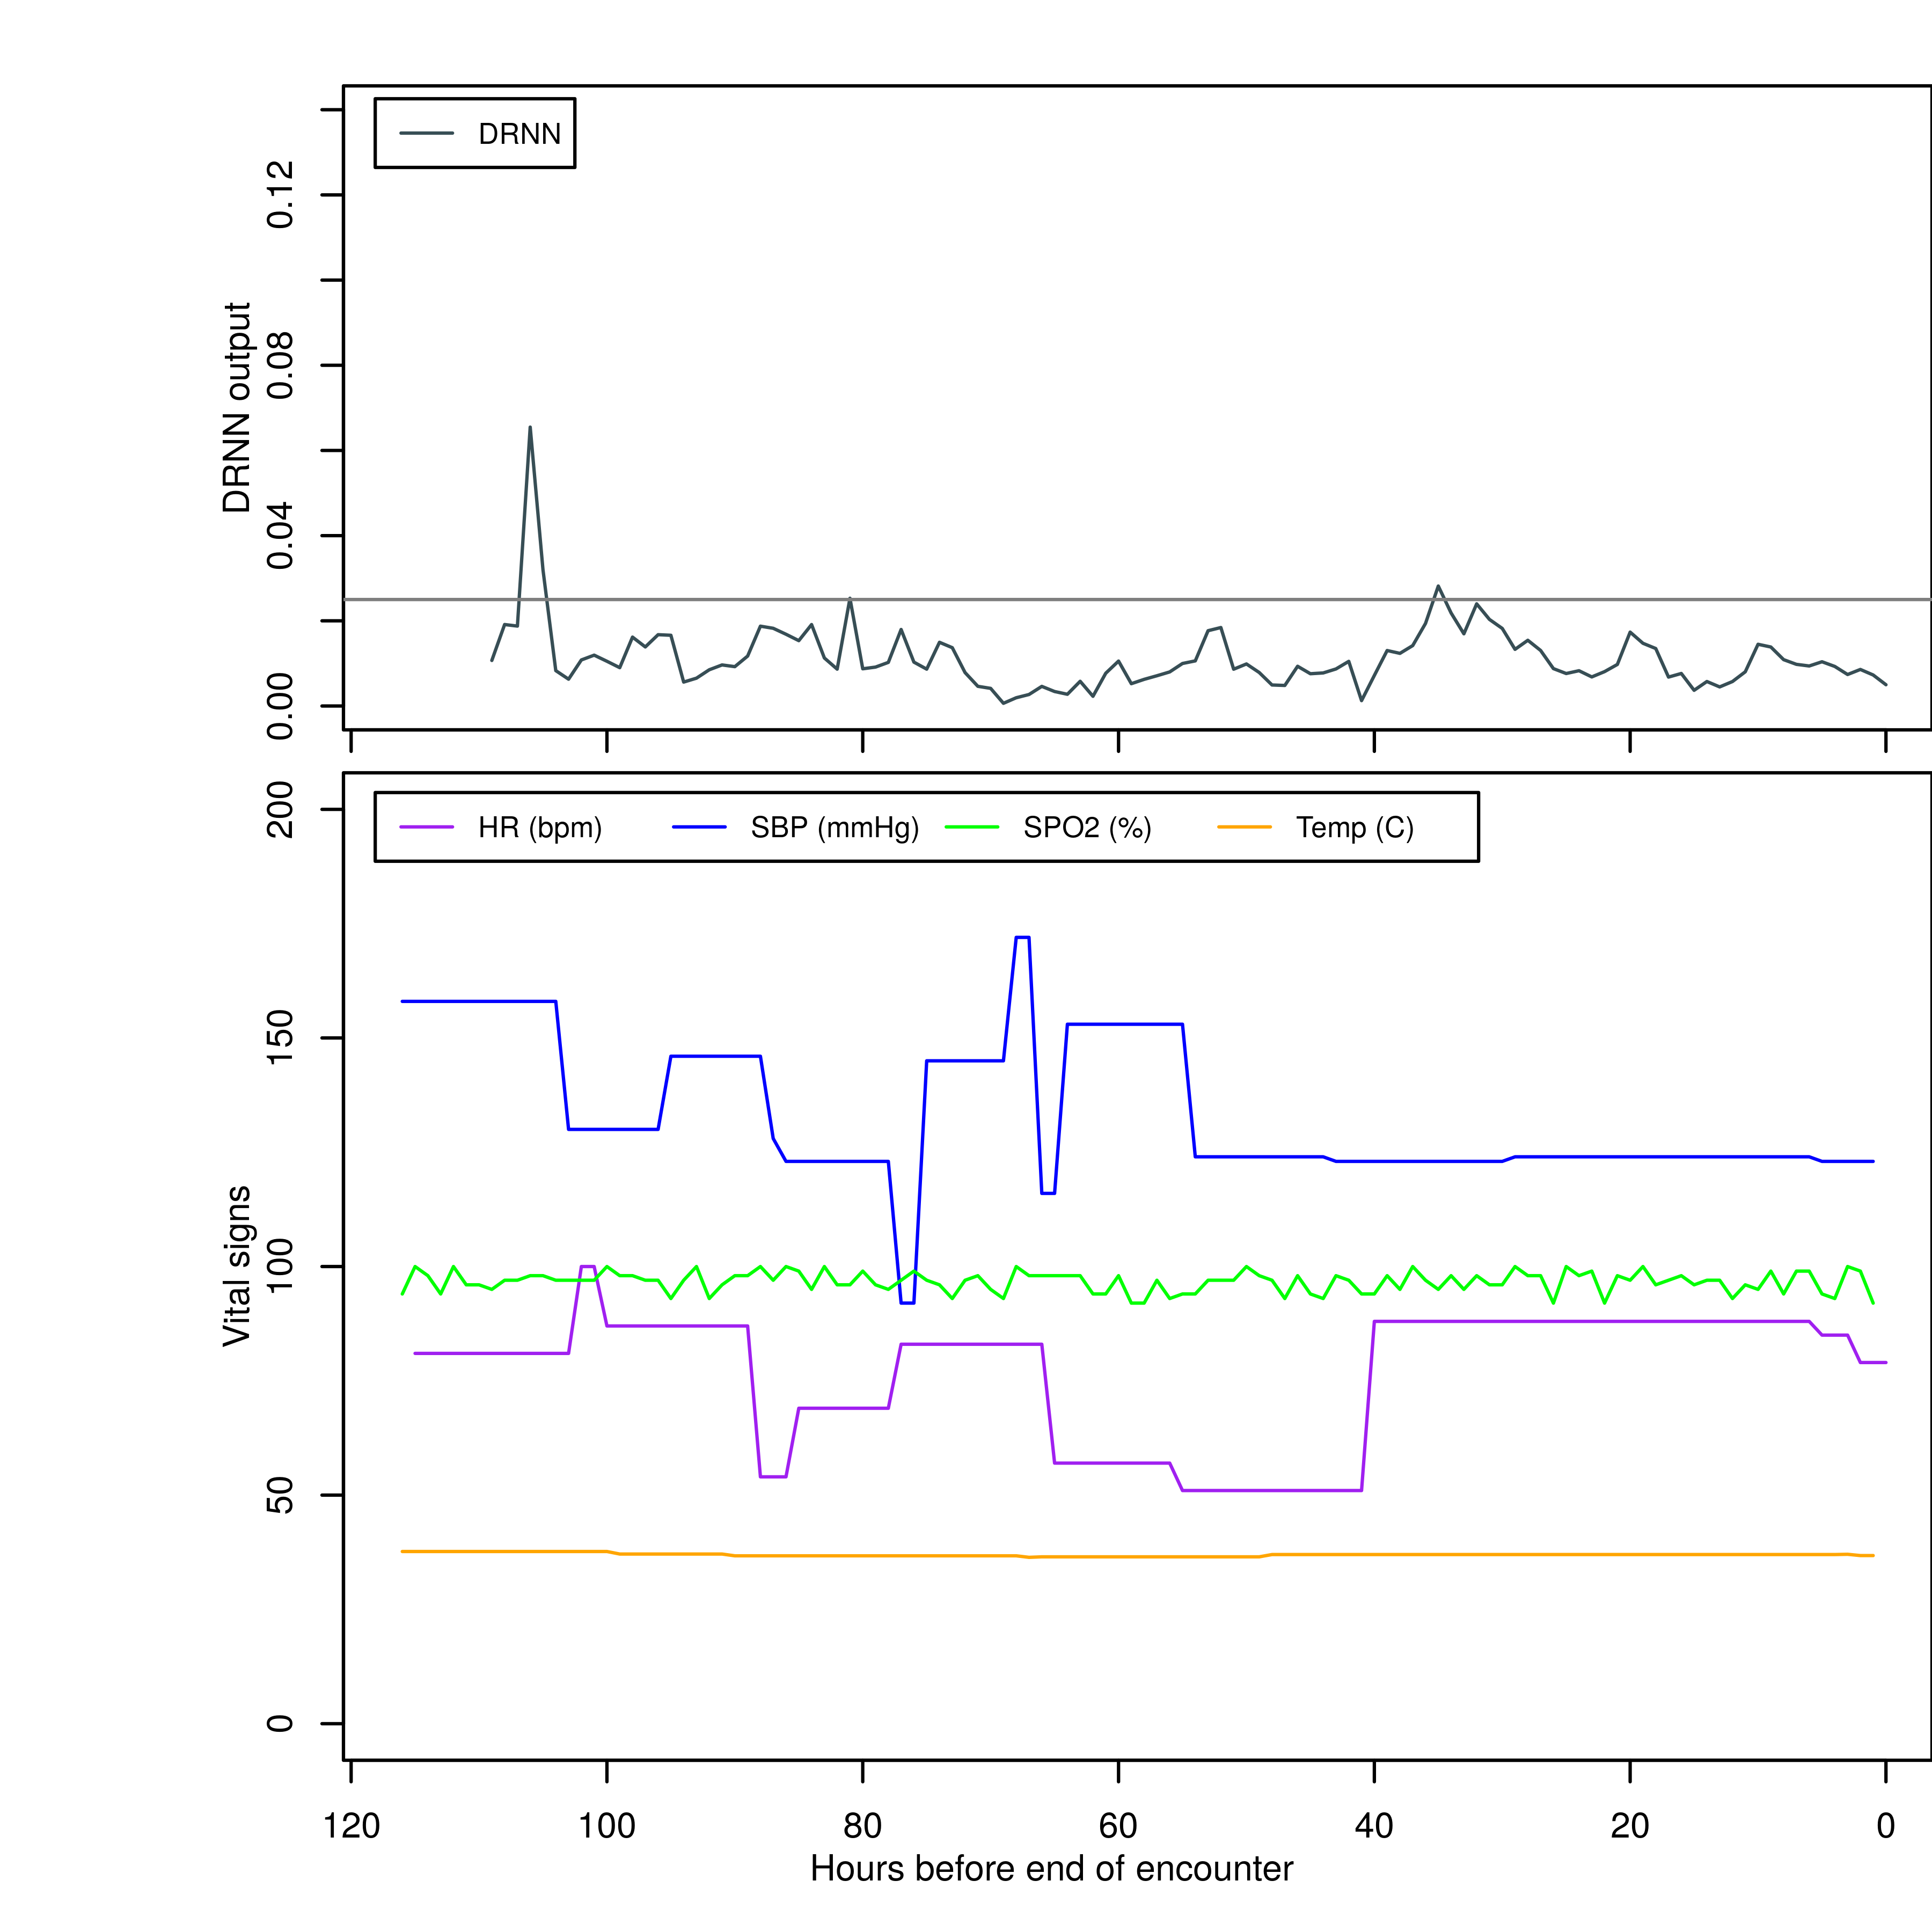 DRNN
0.12
0.08
0.04
0.00
DRNN output
HR (bpm) SBP (mmHg) SPO2 (%) Temp (C)
200
150
100
50
0
Vital signs
120 100 80 60 40 20 0
Hours before end of encounter